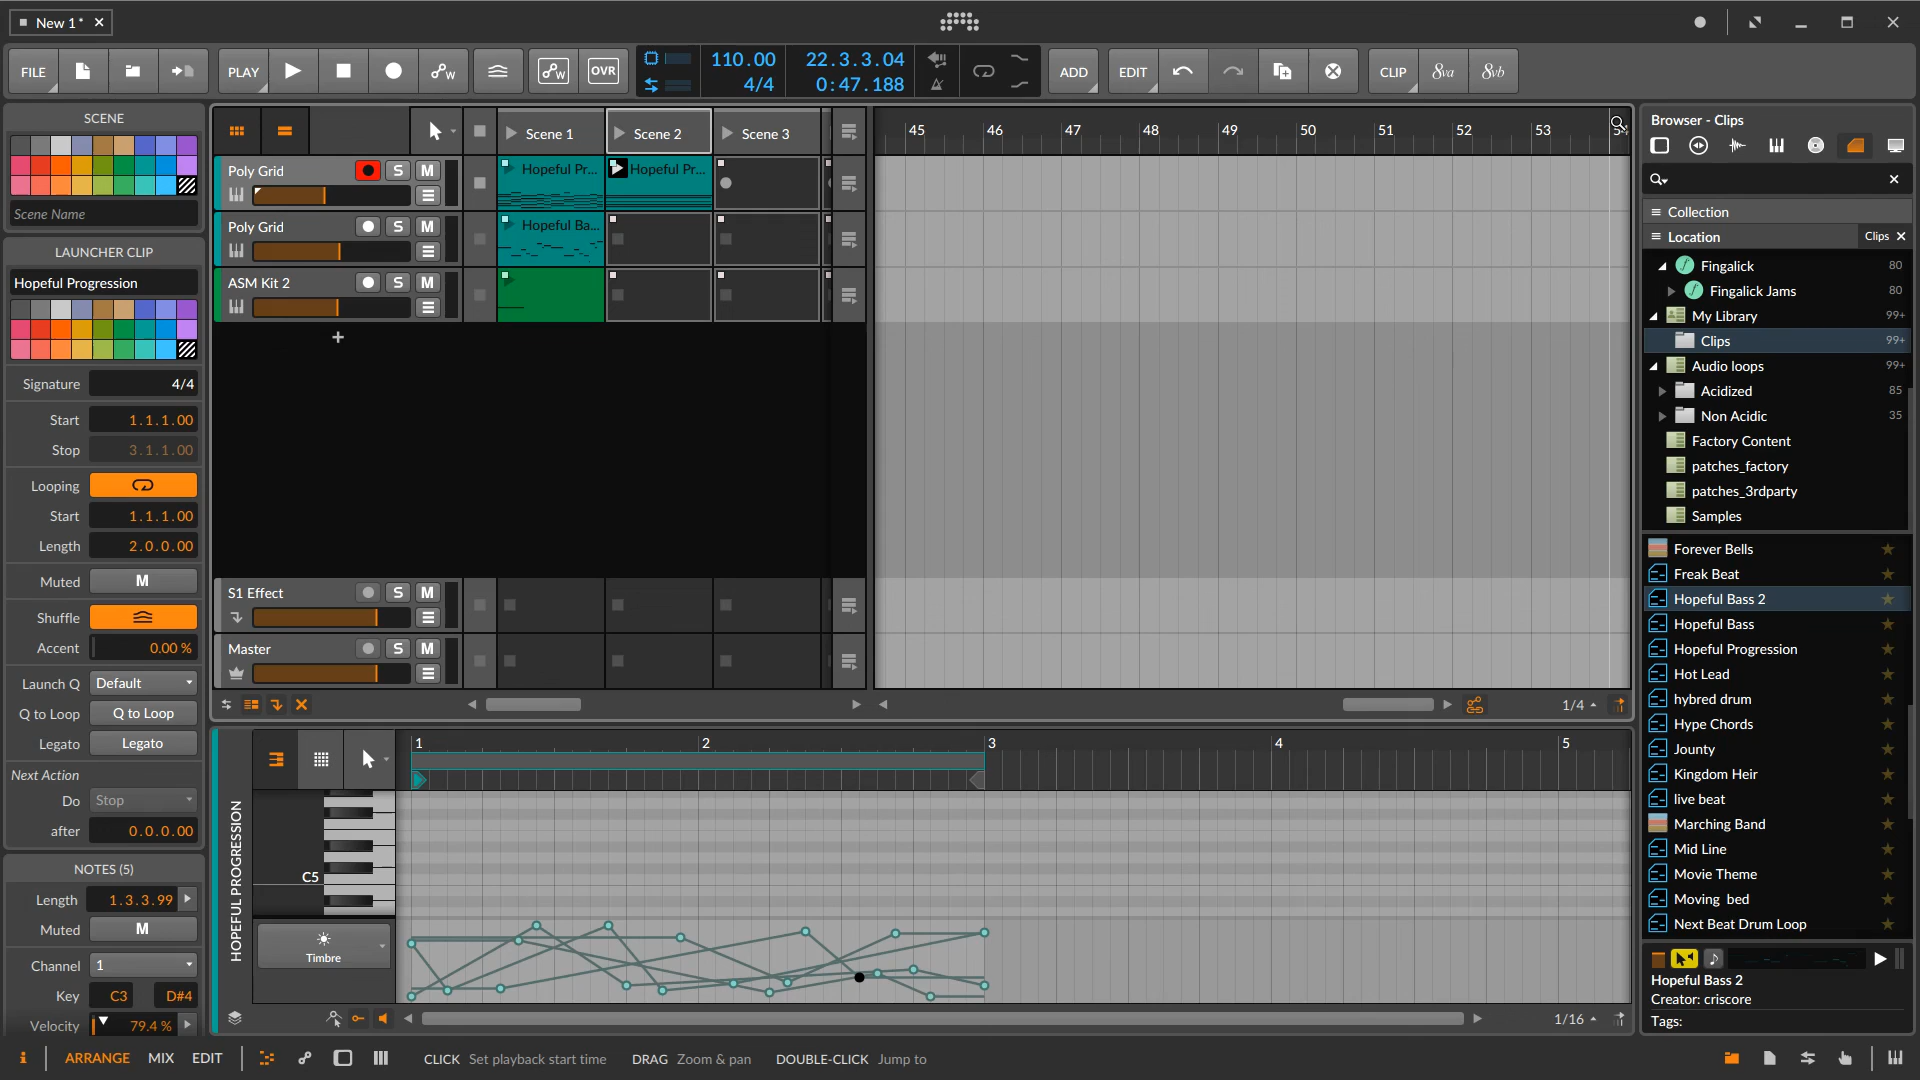 New 1*
FILE
PLAY
OVR
110.00
4/4
22.3.3.04
0:47.188
ADD
EDIT
CLIP
8va
8vb
SCENE
Scene Name
LAUNCHER CLIP
Hopeful Progression
Signature 4/4
Start 1.1.1.00
Stop 3.1.1.00
Looping
Start 1.1.1.00
Length 2.0.0.00
Muted M
Shuffle
Accent 0.00 %
Launch Q Default
Q to Loop Q to Loop
Legato Legato
Next Action
Do Stop
after 0.0.0.00
NOTES (5)
Length 1.3.3.99
Muted M
Channel 1
Key C3 D#4
Velocity 79.4 %
Scene 1
Scene 2
Scene 3
Poly Grid S M
Hopeful Pr...
Hopeful Pr...
Poly Grid S M
Hopeful Ba...
ASM Kit 2 S M
S1 Effect S M
Master S M
45 46 47 48 49 50 51 52 53
1/4
HOPEFUL PROGRESSION
1 2 3 4 5
C5
Timbre
1/16
Browser - Clips
Collection
Location Clips
Fingalick 80
Fingalick Jams 80
My Library 99+
Clips 99+
Audio loops 99+
Acidized 85
Non Acidic 35
Factory Content
patches_factory
patches_3rdparty
Samples
Forever Bells
Freak Beat
Hopeful Bass 2
Hopeful Bass
Hopeful Progression
Hot Lead
hybred drum
Hype Chords
Jounty
Kingdom Heir
live beat
Marching Band
Mid Line
Movie Theme
Moving bed
Next Beat Drum Loop
Hopeful Bass 2
Creator: criscore
Tags:
i
ARRANGE MIX EDIT
CLICK Set playback start time DRAG Zoom & pan DOUBLE-CLICK Jump to